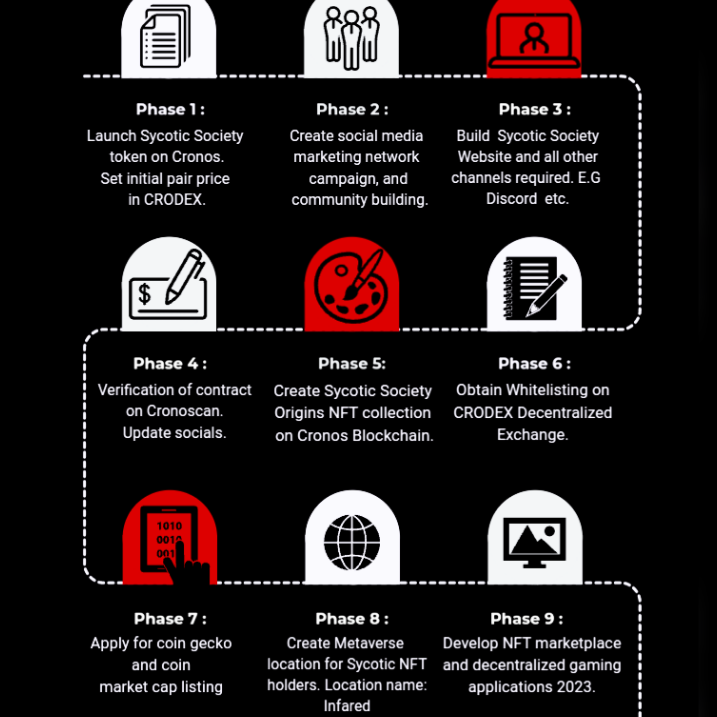 Phase 1 :
Launch Sycotic Society
token on Cronos.
Set initial pair price
in CRODEX.
Phase 2 :
Create social media
marketing network
campaign, and
community building.
Phase 3 :
Build Sycotic Society
Website and all other
channels required. E.G
Discord etc.
$
Phase 4 :
Verification of contract
on Cronoscan.
Update socials.
Phase 5:
Create Sycotic Society
Origins NFT collection
on Cronos Blockchain.
Phase 6 :
Obtain Whitelisting on
CRODEX Decentralized
Exchange.
1010
0010
001
Phase 7 :
Apply for coin gecko
and coin
market cap listing
Phase 8 :
Create Metaverse
location for Sycotic NFT
holders. Location name:
Infared
Phase 9 :
Develop NFT marketplace
and decentralized gaming
applications 2023.